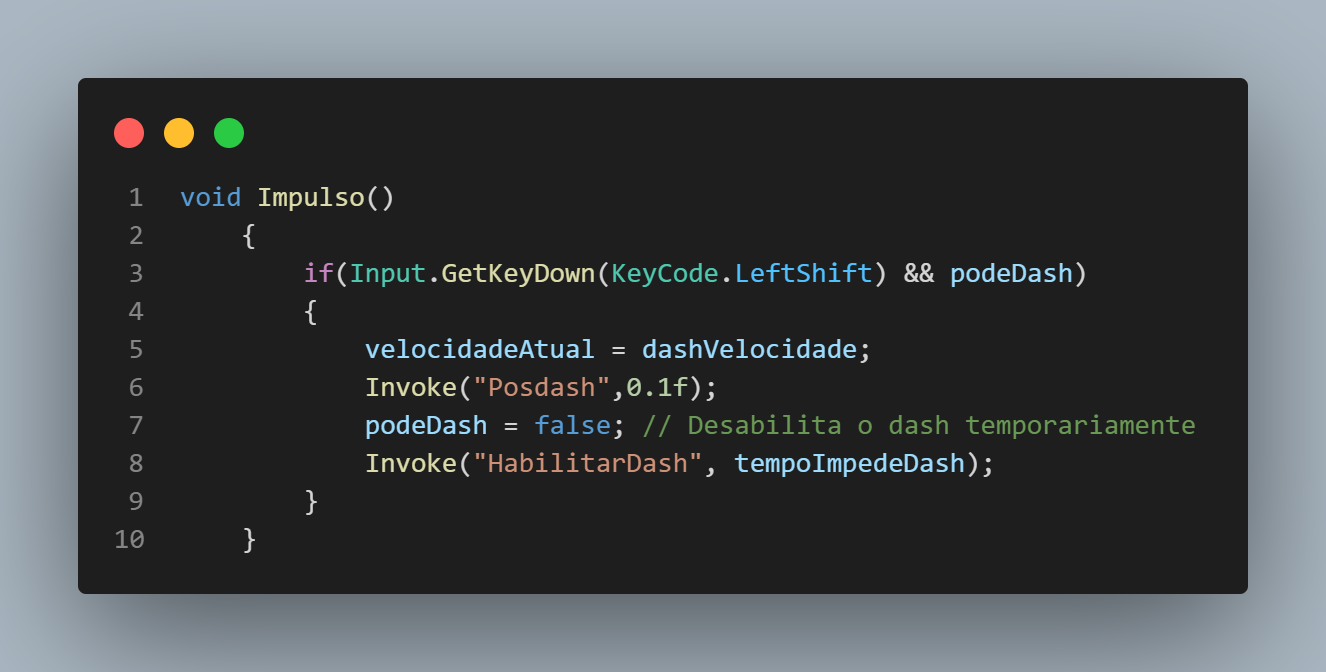 1 void Impulso()
2 {
3 if(Input.GetKeyDown(KeyCode.LeftShift) && podeDash)
4 {
5 velocidadeAtual = dashVelocidade;
6 Invoke("Posdash",0.1f);
7 podeDash = false; // Desabilita o dash temporariamente
8 Invoke("HabilitarDash", tempoImpedeDash);
9 }
10 }